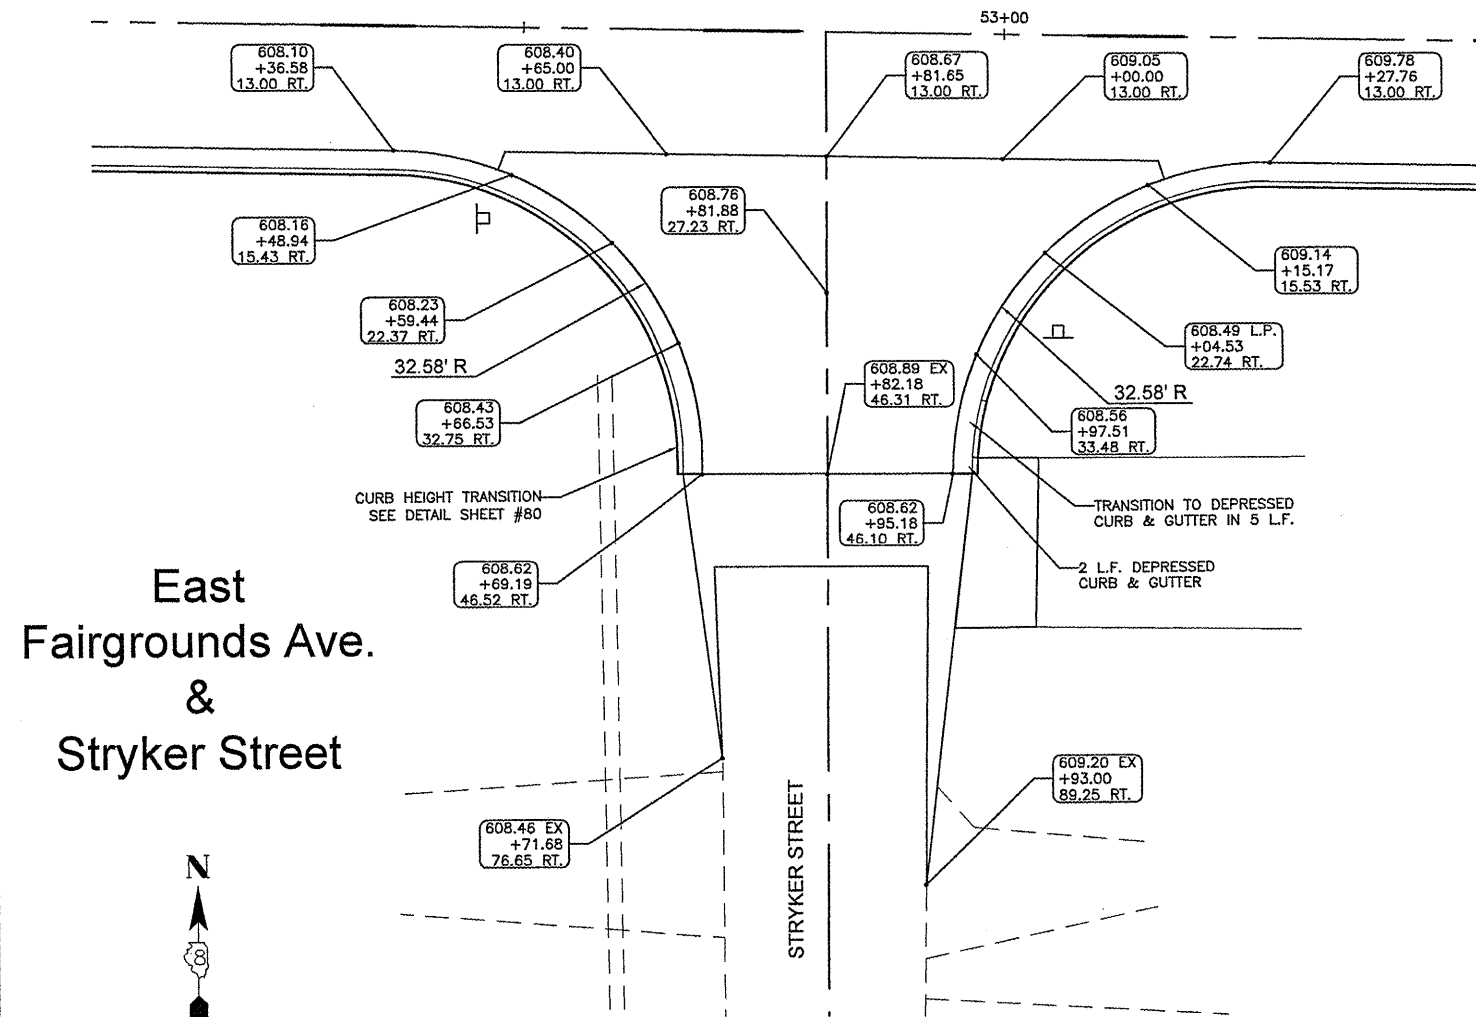 53+00
608.10
+36.58
13.00 RT.
608.40
+65.00
13.00 RT.
608.67
+81.65
13.00 RT.
609.05
+00.00
13.00 RT.
609.78
+27.76
13.00 RT.
608.16
+48.94
15.43 RT.
608.76
+81.88
27.23 RT.
609.14
+15.17
15.53 RT.
608.23
+59.44
22.37 RT.
608.49 L.P.
+04.53
22.74 RT.
32.58' R
608.89 EX
+82.18
46.31 RT.
32.58' R
608.43
+66.53
32.75 RT.
608.56
+97.51
33.48 RT.
CURB HEIGHT TRANSITION
SEE DETAIL SHEET #80
608.62
+95.18
46.10 RT.
TRANSITION TO DEPRESSED
CURB & GUTTER IN 5 L.F.
608.62
+69.19
46.52 RT.
2 L.F. DEPRESSED
CURB & GUTTER
East
Fairgrounds Ave.
&
Stryker Street
609.20 EX
+93.00
89.25 RT.
608.46 EX
+71.68
76.65 RT.
STRYKER STREET
N
8